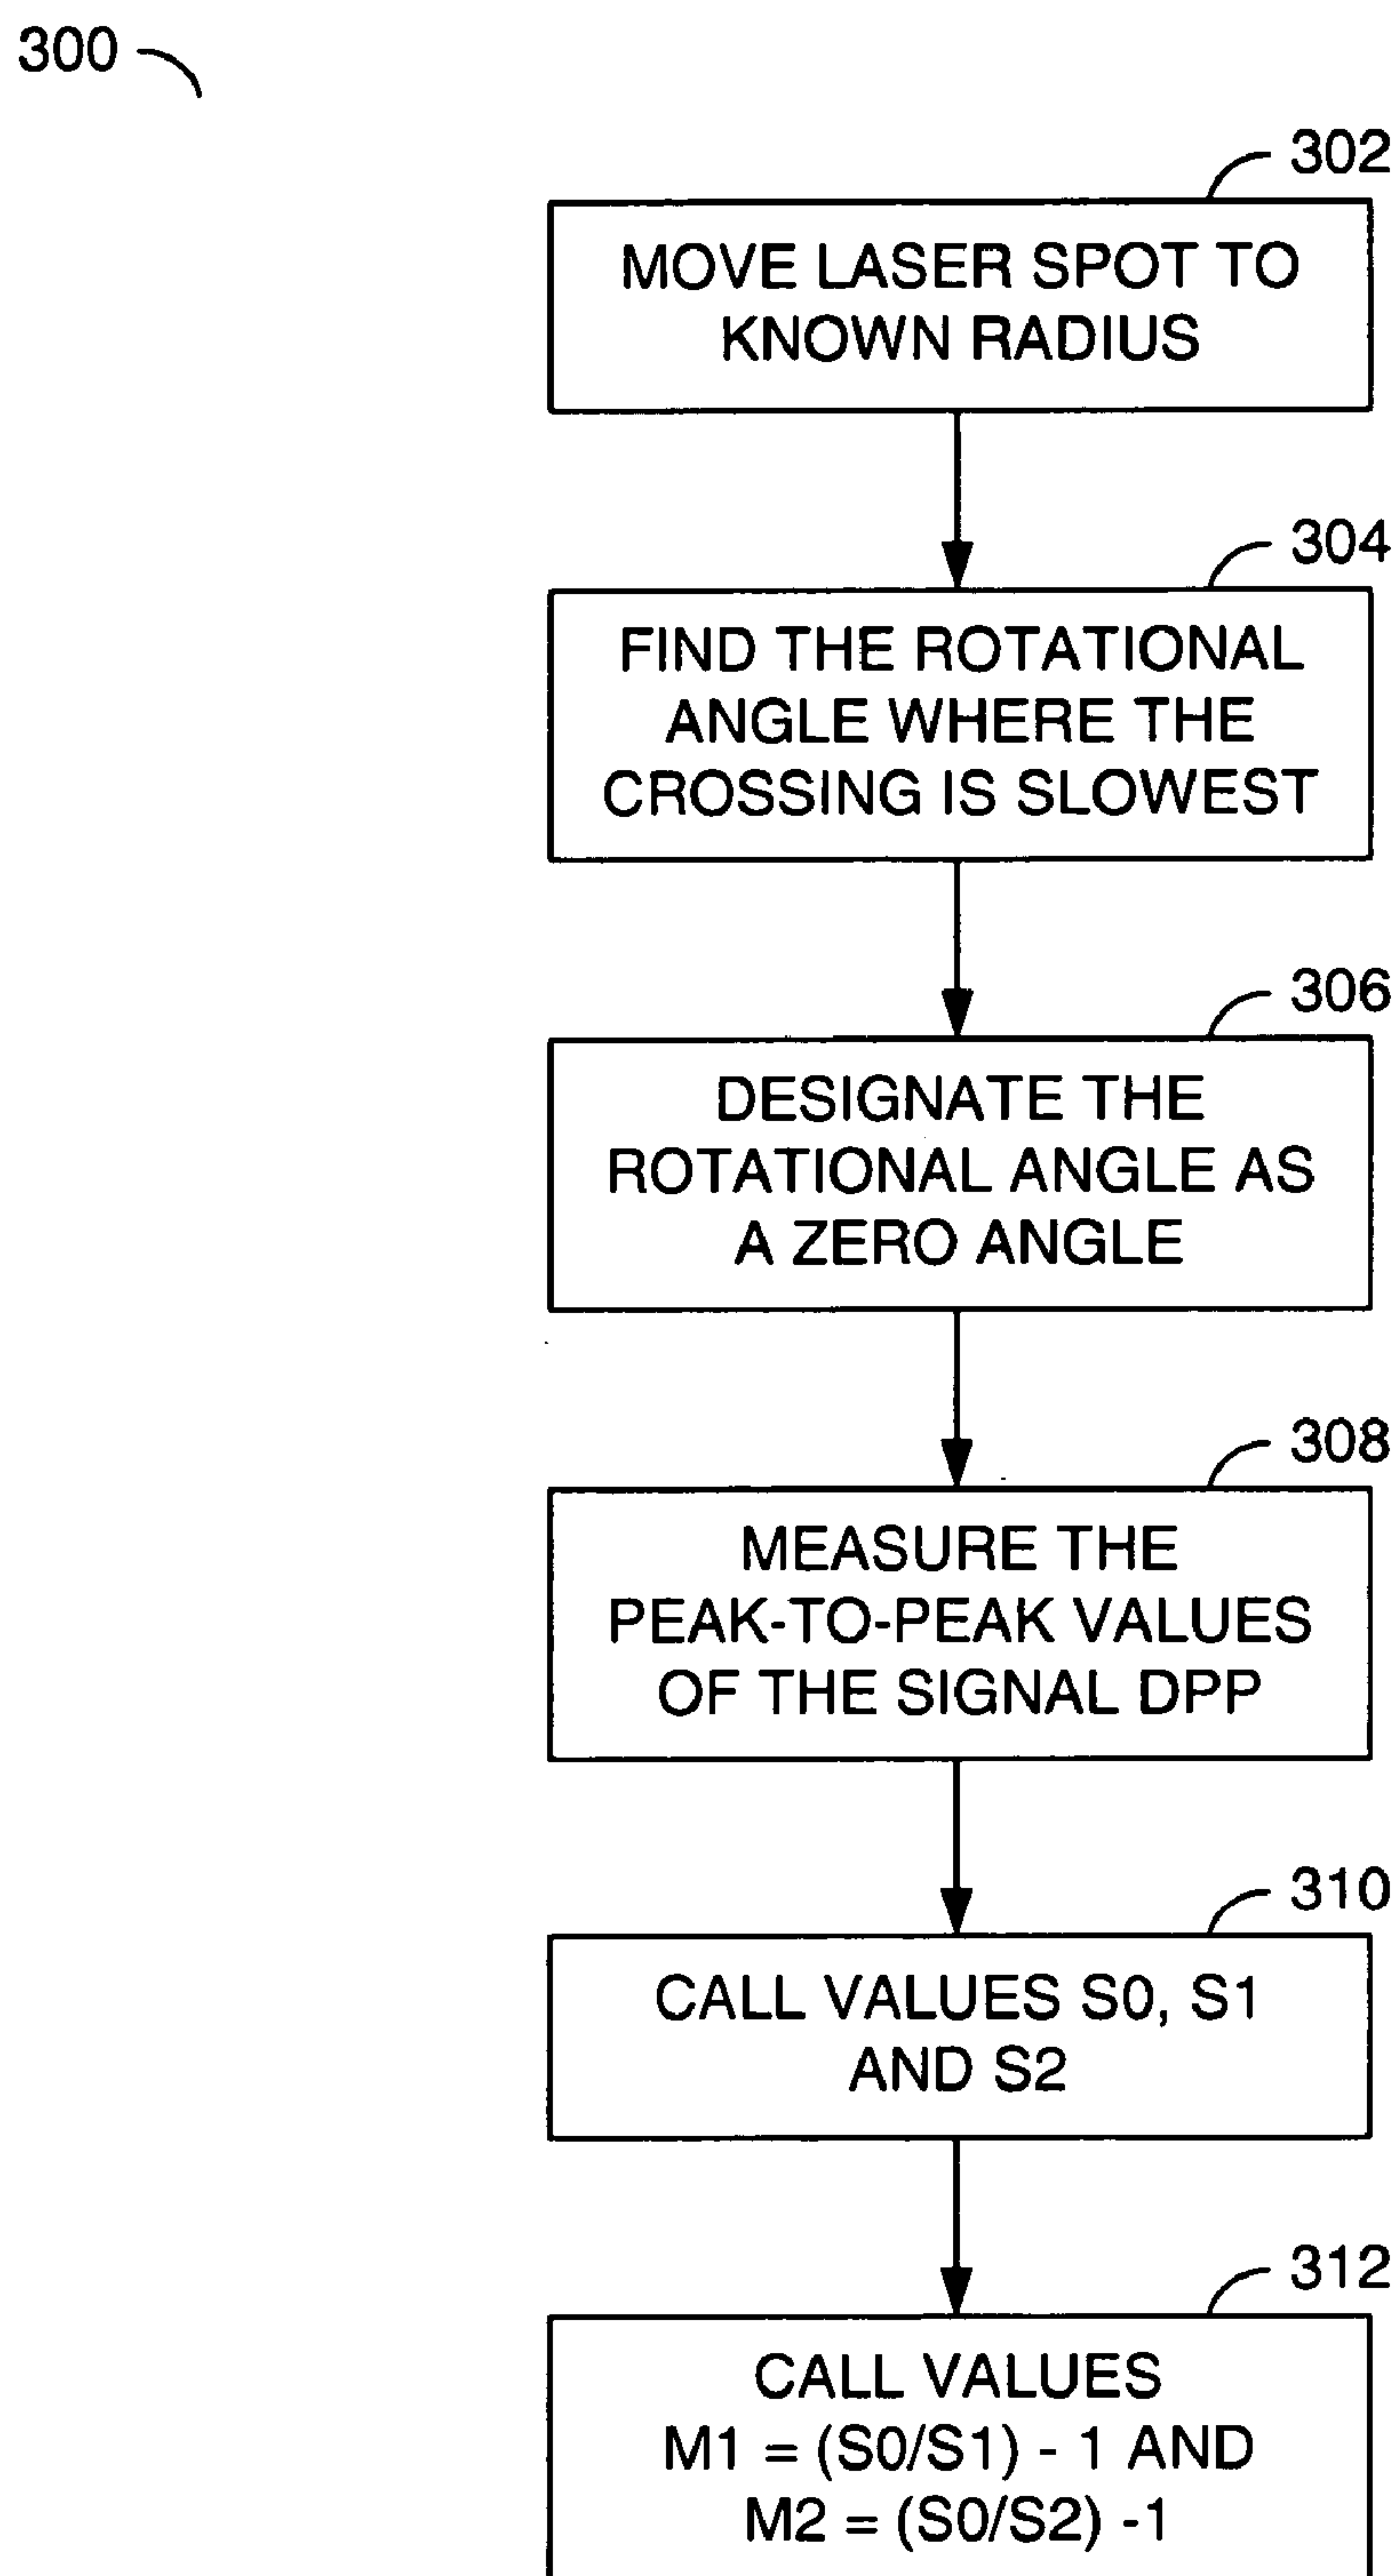 300
302
MOVE LASER SPOT TO
KNOWN RADIUS
304
FIND THE ROTATIONAL
ANGLE WHERE THE
CROSSING IS SLOWEST
306
DESIGNATE THE
ROTATIONAL ANGLE AS
A ZERO ANGLE
308
MEASURE THE
PEAK-TO-PEAK VALUES
OF THE SIGNAL DPP
310
CALL VALUES S0, S1
AND S2
312
CALL VALUES
M1 = (S0/S1) - 1 AND
M2 = (S0/S2) -1